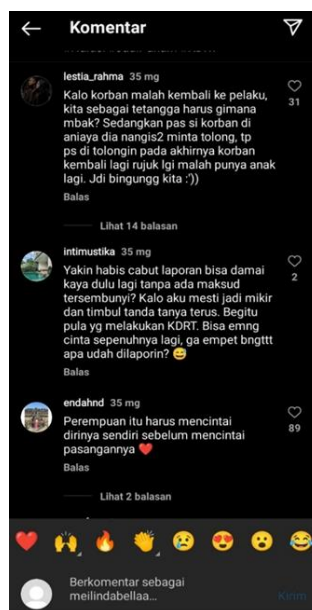 Komentar
lestia_rahma 35 mg
Kalo korban malah kembali ke pelaku,
kita sebagai tetangga harus gimana
mbak? Sedangkan pas si korban di
aniaya dia nangis2 minta tolong, tp
ps di tolongin pada akhirnya korban
kembali lagi rujuk lgi malah punya anak
lagi. Jdi bingungg kita :'))
31
Balas
Lihat 14 balasan
intimustika 35 mg
Yakin habis cabut laporan bisa damai
kaya dulu lagi tanpa ada maksud
tersembunyi? Kalo aku mesti jadi mikir
dan timbul tanda tanya terus. Begitu
pula yg melakukan KDRT. Bisa emng
cinta sepenuhnya lagi, ga empet bngttt
apa udah dilaporin? 😅
2
Balas
endahnd 35 mg
Perempuan itu harus mencintai
dirinya sendiri sebelum mencintai
pasangannya ❤️
89
Balas
Lihat 2 balasan
Berkomentar sebagai
meilindabellaa...
Kirim